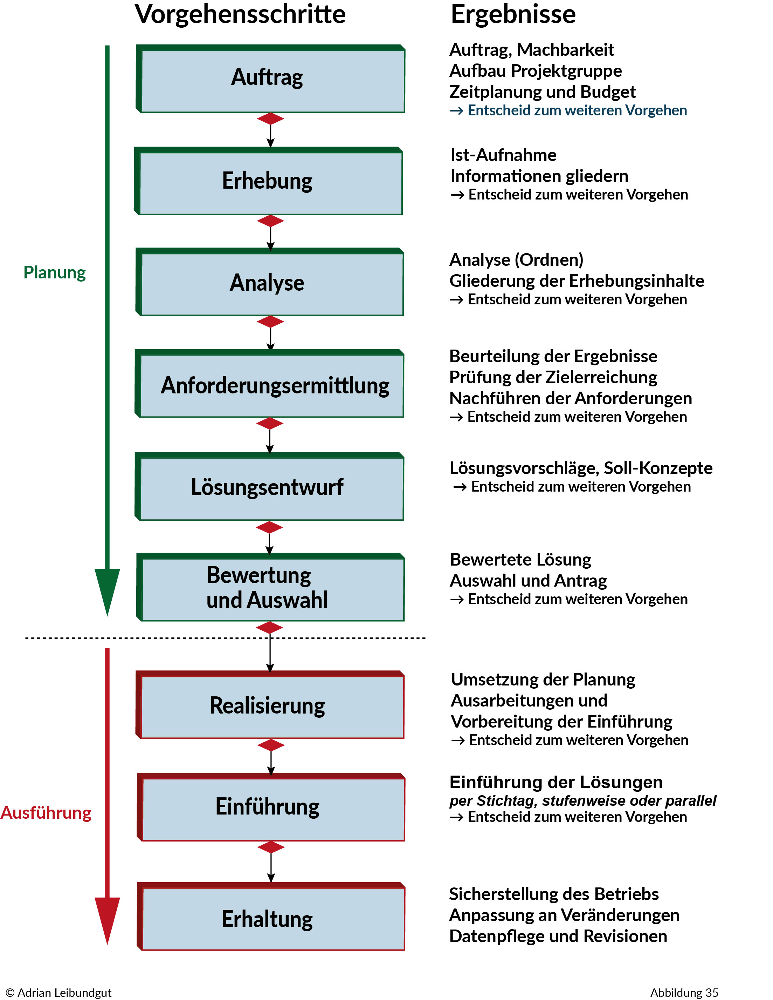 Vorgehensschritte
Ergebnisse
Auftrag
Auftrag, Machbarkeit
Aufbau Projektgruppe
Zeitplanung und Budget
→ Entscheid zum weiteren Vorgehen
Erhebung
Ist-Aufnahme
Informationen gliedern
→ Entscheid zum weiteren Vorgehen
Planung
Analyse
Analyse (Ordnen)
Gliederung der Erhebungsinhalte
→ Entscheid zum weiteren Vorgehen
Anforderungsermittlung
Beurteilung der Ergebnisse
Prüfung der Zielerreichung
Nachführen der Anforderungen
→ Entscheid zum weiteren Vorgehen
Lösungsentwurf
Lösungsvorschläge, Soll-Konzepte
→ Entscheid zum weiteren Vorgehen
Bewertung
und Auswahl
Bewertete Lösung
Auswahl und Antrag
→ Entscheid zum weiteren Vorgehen
Realisierung
Umsetzung der Planung
Ausarbeitungen und
Vorbereitung der Einführung
→ Entscheid zum weiteren Vorgehen
Ausführung
Einführung
Einführung der Lösungen
per Stichtag, stufenweise oder parallel
→ Entscheid zum weiteren Vorgehen
Erhaltung
Sicherstellung des Betriebs
Anpassung an Veränderungen
Datenpflege und Revisionen
© Adrian Leibundgut
Abbildung 35